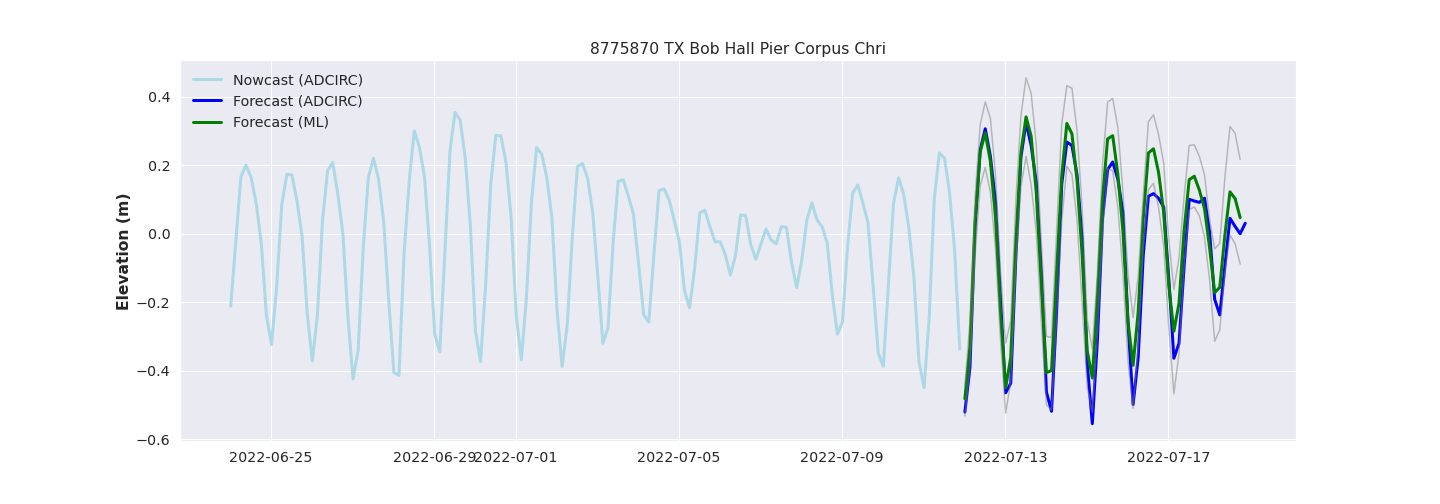 8775870 TX Bob Hall Pier Corpus Chri
Nowcast (ADCIRC)
Forecast (ADCIRC)
Forecast (ML)
Elevation (m)
0.4
0.2
0.0
−0.2
−0.4
−0.6
2022-06-25 2022-06-29 2022-07-01 2022-07-05 2022-07-09 2022-07-13 2022-07-17